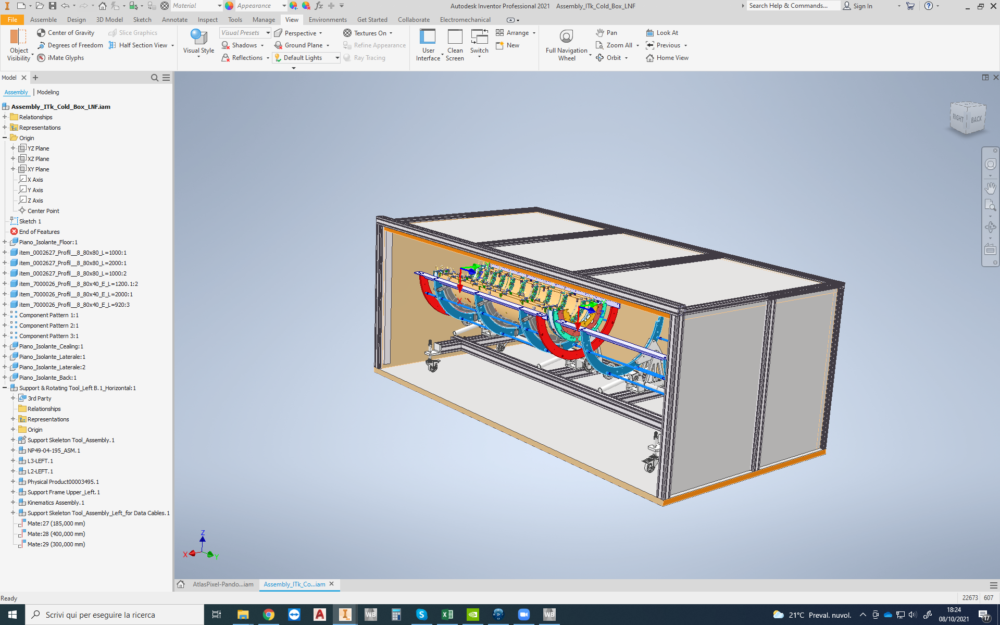 Material
Appearance
Autodesk Inventor Professional 2021 Assembly_ITk_Cold_Box_LNF
Search Help & Commands...
Sign In
File Assemble Design 3D Model Sketch Annotate Inspect Tools Manage View Environments Get Started Collaborate Electromechanical
Object Visibility
Center of Gravity
Degrees of Freedom
iMate Glyphs
Slice Graphics
Half Section View
Visual Style
Visual Presets
Shadows
Reflections
Perspective
Ground Plane
Default Lights
Textures On
Refine Appearance
Ray Tracing
User Interface
Clean Screen
Switch
Arrange
New
Full Navigation Wheel
Pan
Zoom All
Orbit
Look At
Previous
Home View
Model
Assembly | Modeling
Assembly_ITk_Cold_Box_LNF.iam
Relationships
Representations
Origin
YZ Plane
XZ Plane
XY Plane
X Axis
Y Axis
Z Axis
Center Point
Sketch 1
End of Features
Piano_Isolante_Floor:1
item_0002627_Profil__8_80x80_L=1000:1
item_0002627_Profil__8_80x80_L=2000:1
item_0002627_Profil__8_80x80_L=1000:2
item_7000026_Profil__8_80x40_E_L=1200.1:2
item_7000026_Profil__8_80x40_E_L=2000:1
item_7000026_Profil__8_80x40_E_L=920:3
Component Pattern 1:1
Component Pattern 2:1
Component Pattern 3:1
Piano_Isolante_Cealing:1
Piano_Isolante_Laterale:1
Piano_Isolante_Laterale:2
Piano_Isolante_Back:1
Support & Rotating Tool_Left B.1_Horizontal:1
3rd Party
Relationships
Representations
Origin
Support Skeleton Tool_Assembly.1
NP49-04-195_ASM.1
L3-LEFT.1
L2-LEFT.1
Physical Product00003495.1
Support Frame Upper_Left.1
Kinematics Assembly.1
Support Skeleton Tool_Assembly_Left_for Data Cables.1
Mate:27 (185,000 mm)
Mate:28 (400,000 mm)
Mate:29 (300,000 mm)
RIGHT BACK
Z
X
Y
AtlasPixel-Pando...iam
Assembly_ITk_Co...iam
Ready
22673 607
Scrivi qui per eseguire la ricerca
WB
WB
21°C Preval. nuvol.
18:24
08/10/2021
17